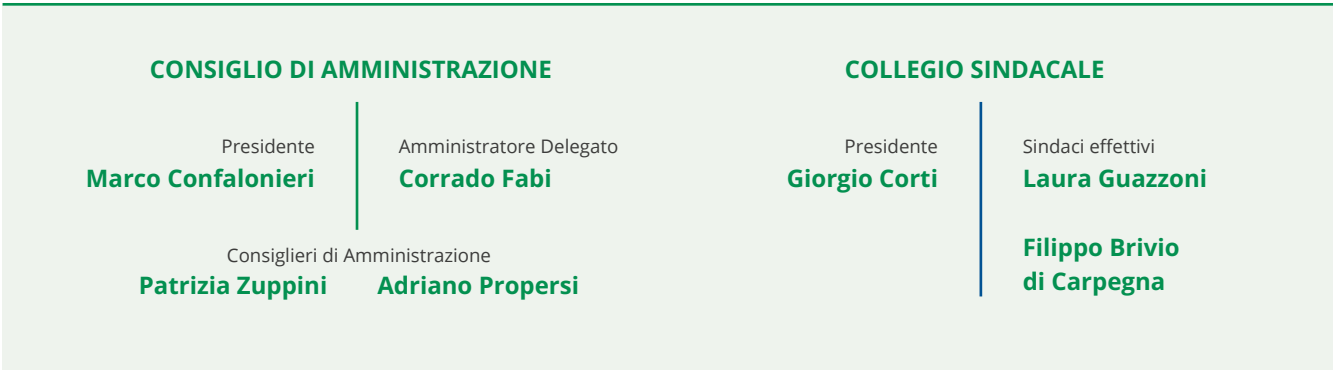 CONSIGLIO DI AMMINISTRAZIONE
Presidente
Marco Confalonieri
Amministratore Delegato
Corrado Fabi
Consiglieri di Amministrazione
Patrizia Zuppini Adriano Propersi
COLLEGIO SINDACALE
Presidente
Giorgio Corti
Sindaci effettivi
Laura Guazzoni
Filippo Brivio
di Carpegna